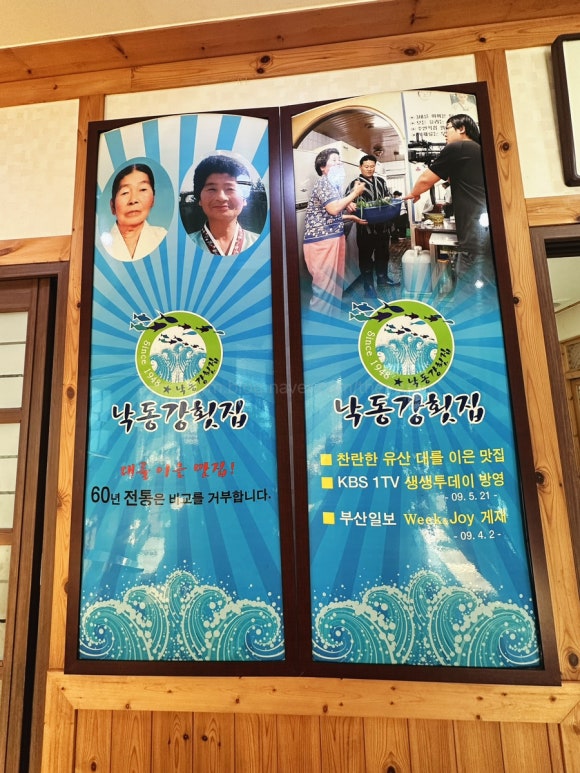 Since 1948 ★ 낙동강횟집
낙동강횟집
대를 이은 맛집!
60년 전통은 비교를 거부합니다.
Since 1948 ★ 낙동강횟집
낙동강횟집
찬란한 유산 대를 이은 맛집
KBS 1TV 생생투데이 방영
- 09. 5. 21 -
부산일보 Week&Joy 게재
- 09. 4. 2 -